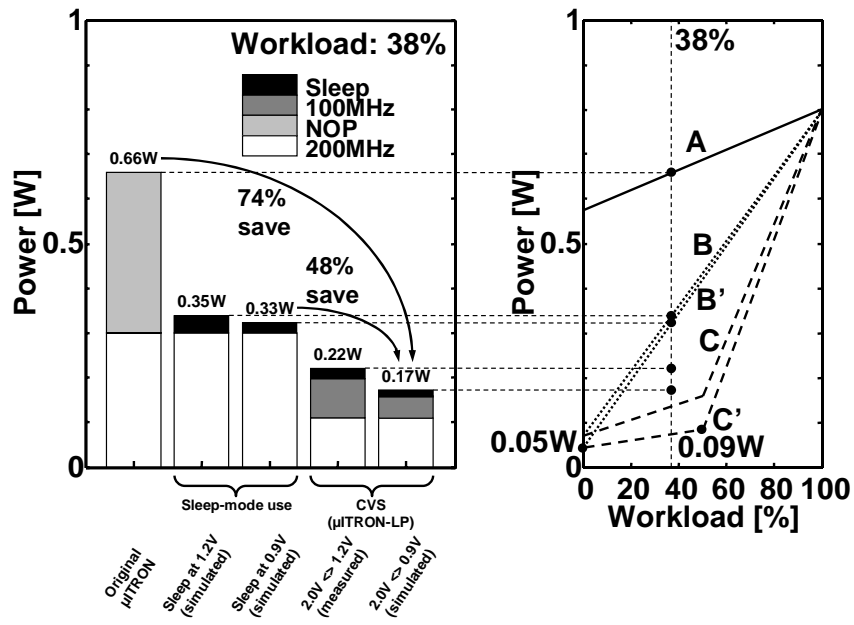 1
Workload: 38%
Sleep
100MHz
NOP
200MHz
0.66W
74%
save
48%
save
0.35W
0.33W
0.22W
0.17W
Power [W]
0.5
0
Sleep-mode use
CVS
(µITRON-LP)
Original
µITRON
Sleep at 1.2V
(simulated)
Sleep at 0.9V
(simulated)
2.0V <> 1.2V
(measured)
2.0V <> 0.9V
(simulated)
1
38%
A
B
B'
C
C'
Power [W]
0.5
0.05W
0.09W
0
0 20 40 60 80 100
Workload [%]